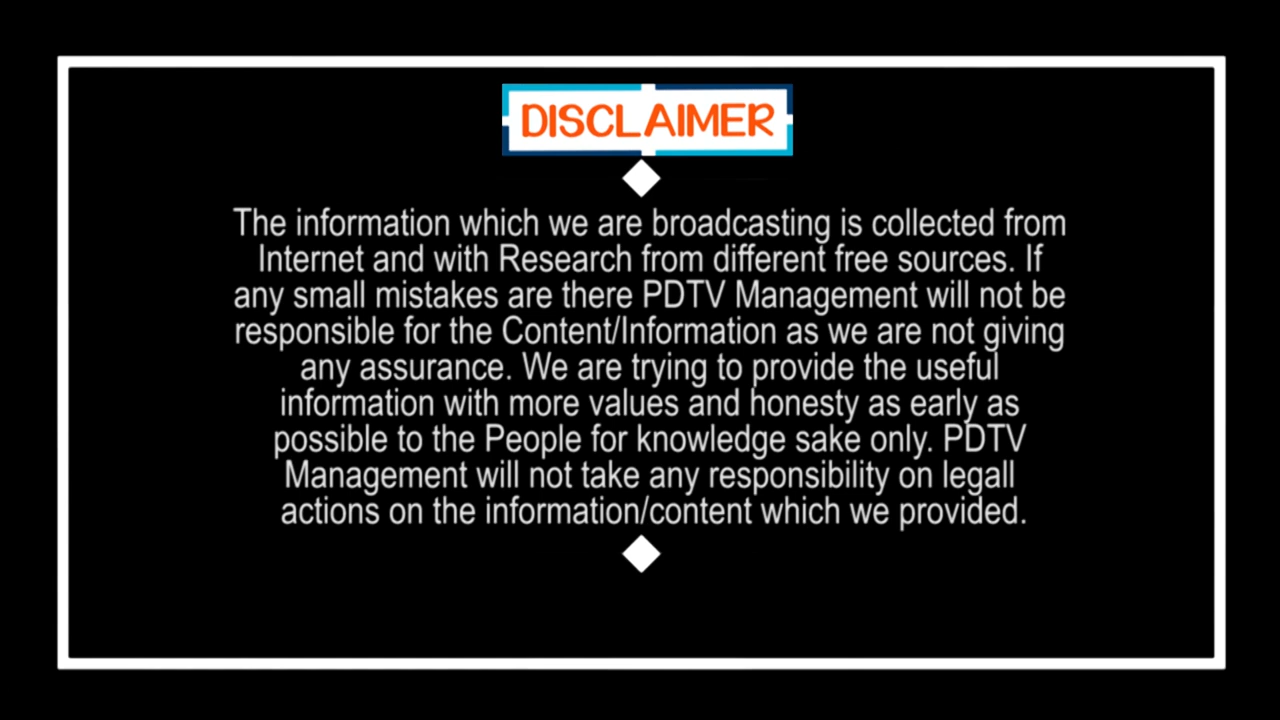 DISCLAIMER
The information which we are broadcasting is collected from
Internet and with Research from different free sources. If
any small mistakes are there PDTV Management will not be
responsible for the Content/Information as we are not giving
any assurance. We are trying to provide the useful
information with more values and honesty as early as
possible to the People for knowledge sake only. PDTV
Management will not take any responsibility on legall
actions on the information/content which we provided.